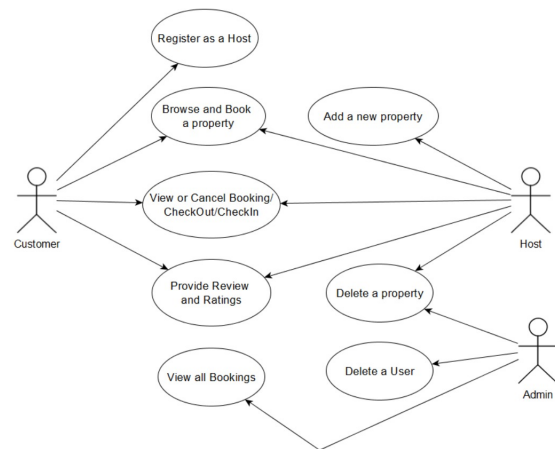 Register as a Host
Browse and Book
a property
Add a new property
View or Cancel Booking/
CheckOut/CheckIn
Customer
Host
Provide Review
and Ratings
Delete a property
View all Bookings
Delete a User
Admin